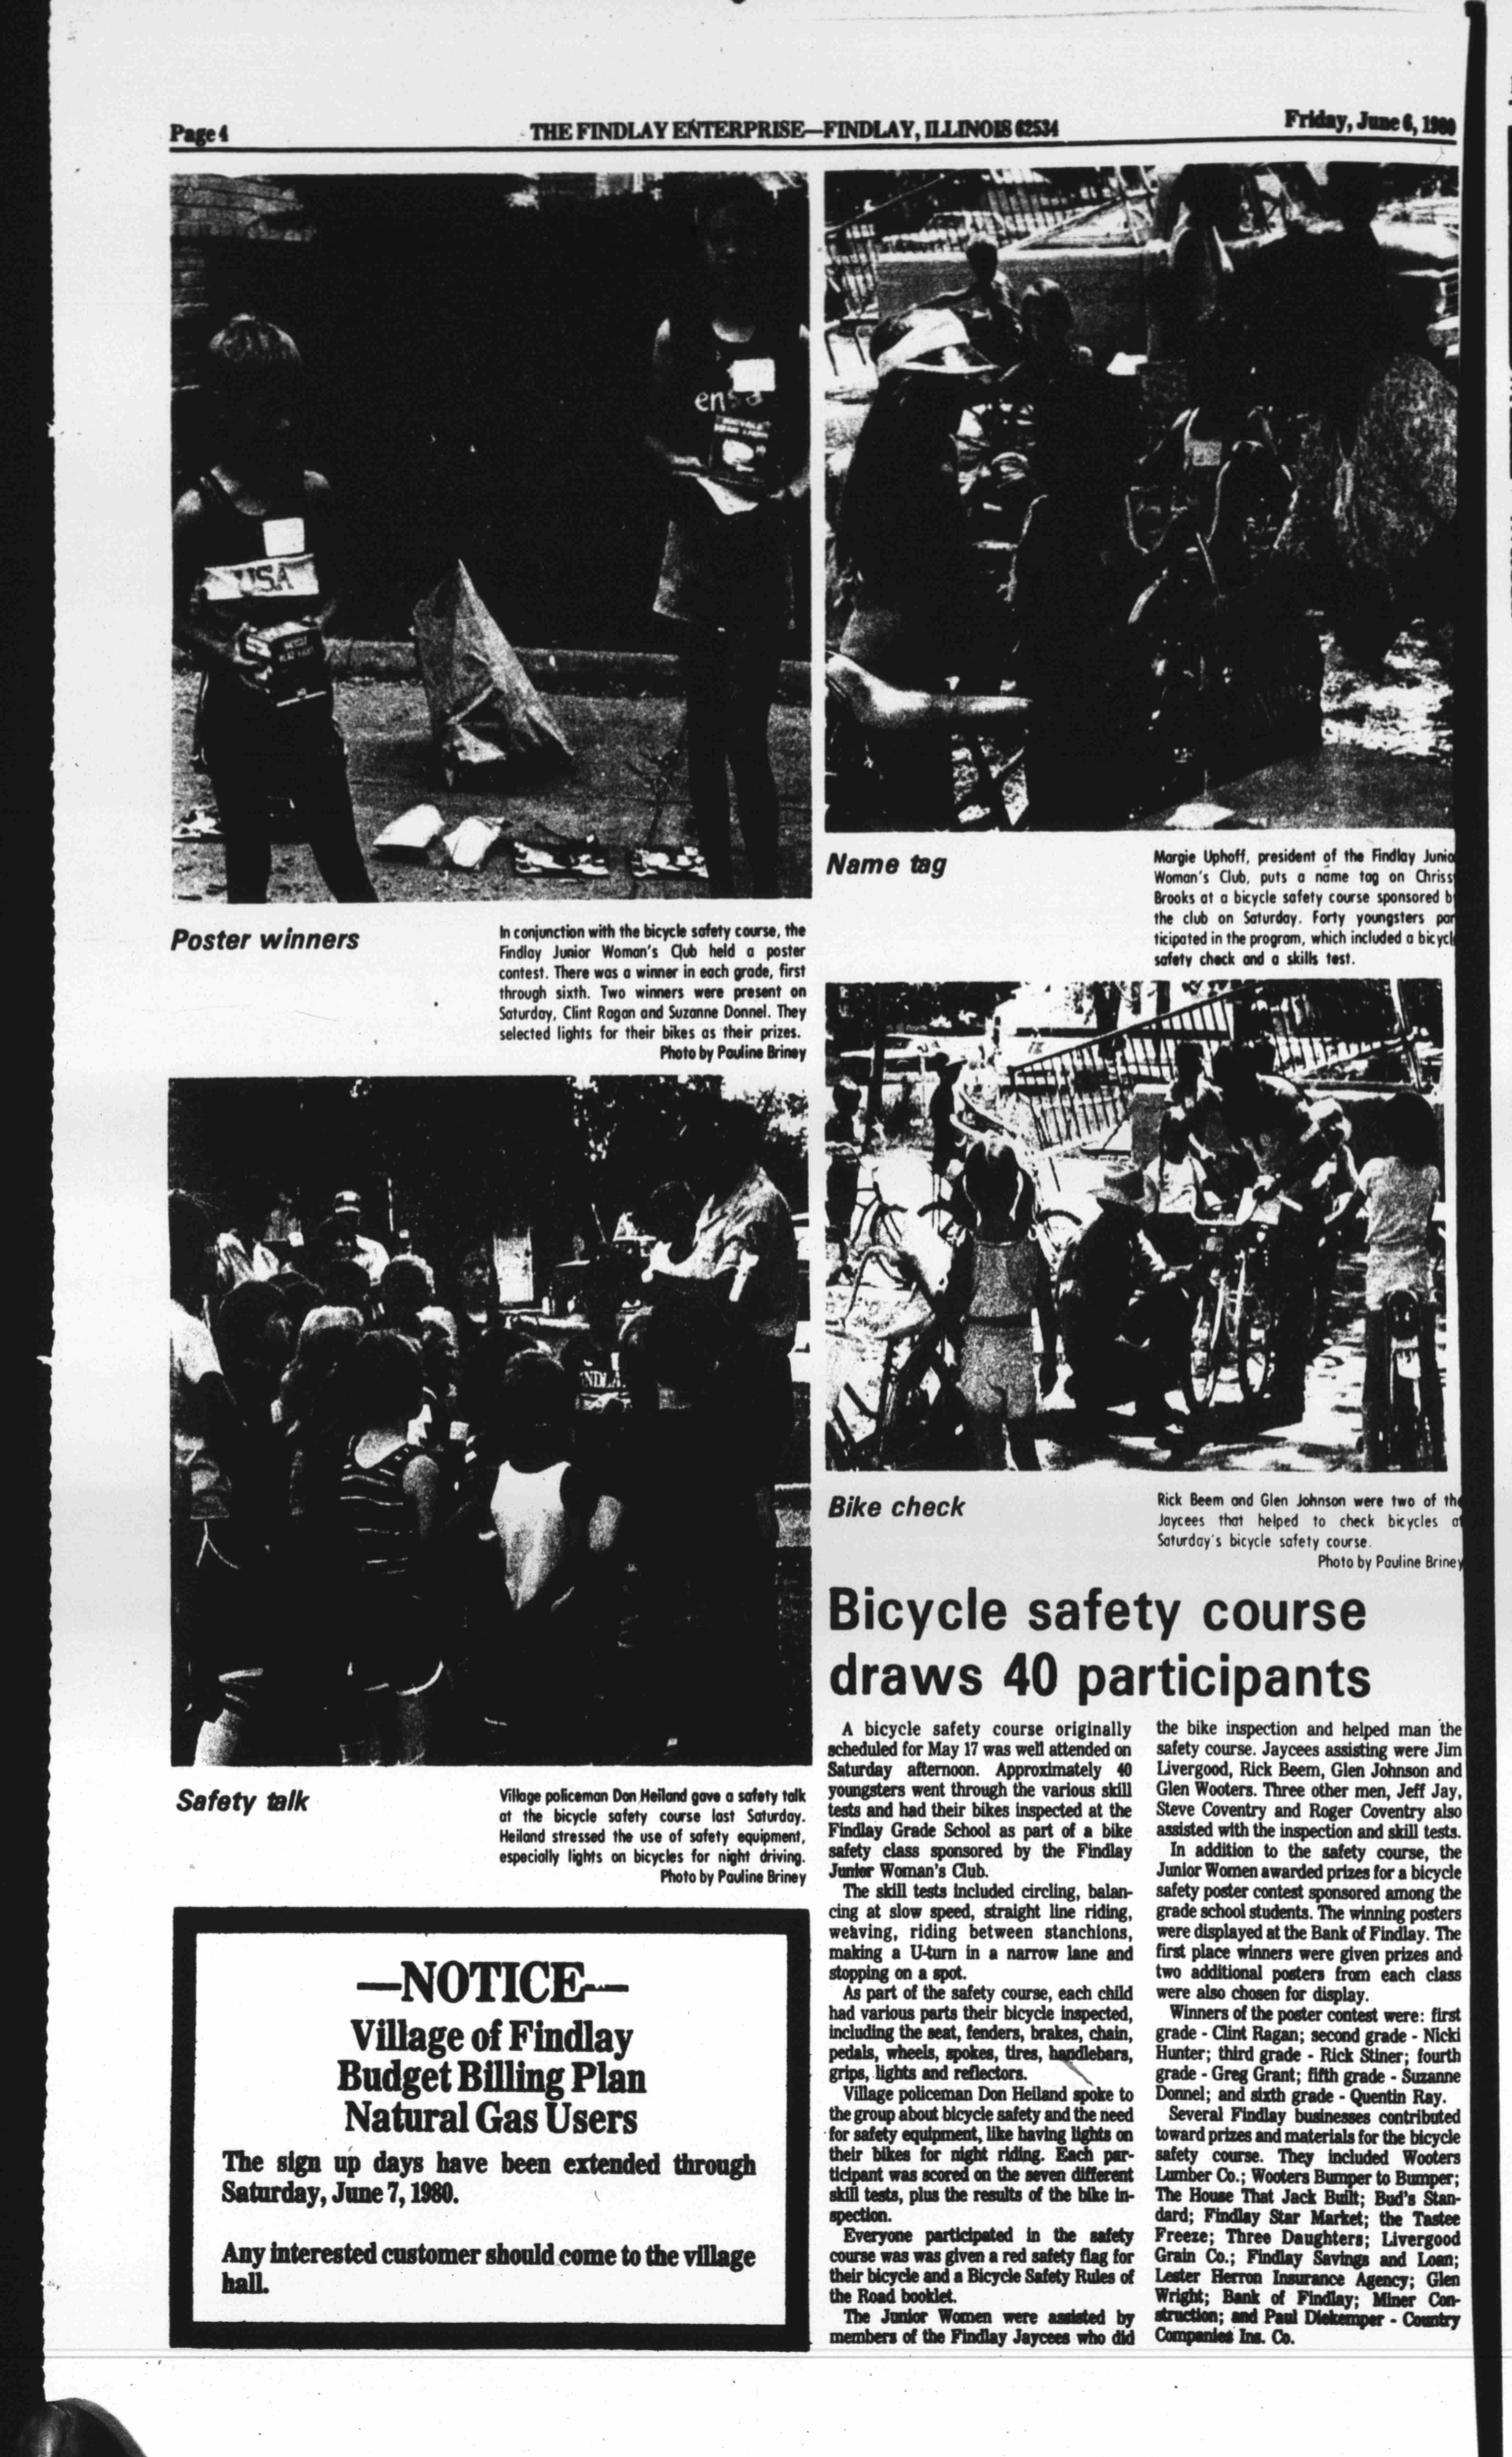 Page 4
THE FINDLAY ENTERPRISE—FINDLAY, ILLINOIS 62534
Friday, June 6, 1980
USA
Poster winners
In conjunction with the bicycle safety course, the
Findlay Junior Woman's Club held a poster
contest. There was a winner in each grade, first
through sixth. Two winners were present on
Saturday, Clint Ragan and Suzanne Donnel. They
selected lights for their bikes as their prizes.
Photo by Pauline Briney
Name tag
Margie Uphoff, president of the Findlay Junio
Woman's Club, puts a name tag on Chriss
Brooks at a bicycle safety course sponsored b
the club on Saturday. Forty youngsters par
ticipated in the program, which included a bicycl
safety check and a skills test.
NDLA
Safety talk
Village policeman Don Heiland gave a safety talk
at the bicycle safety course last Saturday.
Heiland stressed the use of safety equipment,
especially lights on bicycles for night driving.
Photo by Pauline Briney
Bike check
Rick Beem and Glen Johnson were two of the
Jaycees that helped to check bicycles at
Saturday's bicycle safety course.
Photo by Pauline Briney
—NOTICE—
Village of Findlay
Budget Billing Plan
Natural Gas Users
The sign up days have been extended through
Saturday, June 7, 1980.
Any interested customer should come to the village
hall.
Bicycle safety course
draws 40 participants
A bicycle safety course originally
scheduled for May 17 was well attended on
Saturday afternoon. Approximately 40
youngsters went through the various skill
tests and had their bikes inspected at the
Findlay Grade School as part of a bike
safety class sponsored by the Findlay
Junior Woman's Club.
The skill tests included circling, balan-
cing at slow speed, straight line riding,
weaving, riding between stanchions,
making a U-turn in a narrow lane and
stopping on a spot.
As part of the safety course, each child
had various parts their bicycle inspected,
including the seat, fenders, brakes, chain,
pedals, wheels, spokes, tires, handlebars,
grips, lights and reflectors.
Village policeman Don Heiland spoke to
the group about bicycle safety and the need
for safety equipment, like having lights on
their bikes for night riding. Each par-
ticipant was scored on the seven different
skill tests, plus the results of the bike in-
spection.
Everyone participated in the safety
course was was given a red safety flag for
their bicycle and a Bicycle Safety Rules of
the Road booklet.
The Junior Women were assisted by
members of the Findlay Jaycees who did
the bike inspection and helped man the
safety course. Jaycees assisting were Jim
Livergood, Rick Beem, Glen Johnson and
Glen Wooters. Three other men, Jeff Jay,
Steve Coventry and Roger Coventry also
assisted with the inspection and skill tests.
In addition to the safety course, the
Junior Women awarded prizes for a bicycle
safety poster contest sponsored among the
grade school students. The winning posters
were displayed at the Bank of Findlay. The
first place winners were given prizes and
two additional posters from each class
were also chosen for display.
Winners of the poster contest were: first
grade - Clint Ragan; second grade - Nicki
Hunter; third grade - Rick Stiner; fourth
grade - Greg Grant; fifth grade - Suzanne
Donnel; and sixth grade - Quentin Ray.
Several Findlay businesses contributed
toward prizes and materials for the bicycle
safety course. They included Wooters
Lumber Co.; Wooters Bumper to Bumper;
The House That Jack Built; Bud's Stan-
dard; Findlay Star Market; the Tastee
Freeze; Three Daughters; Livergood
Grain Co.; Findlay Savings and Loan;
Lester Herron Insurance Agency; Glen
Wright; Bank of Findlay; Miner Con-
struction; and Paul Diekemper - Country
Companies Ins. Co.